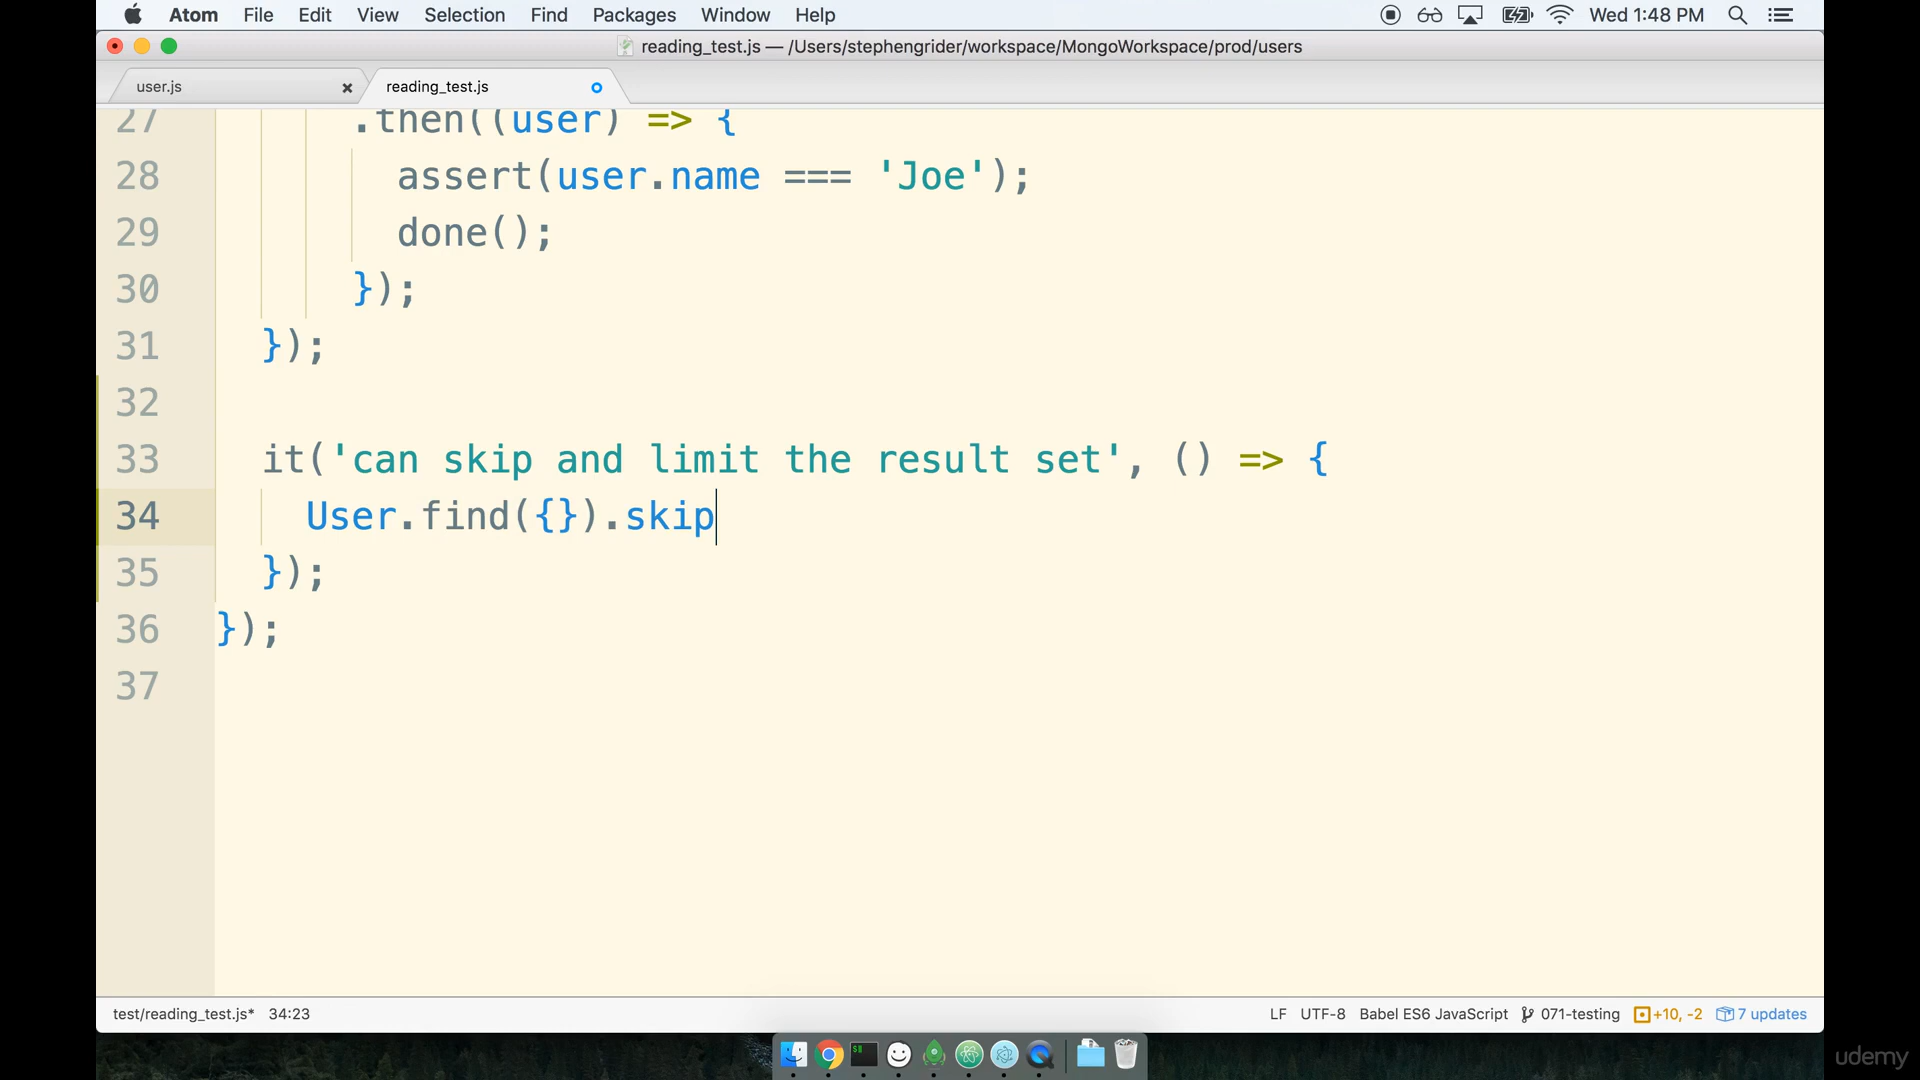 Atom File Edit View Selection Find Packages Window Help Wed 1:48 PM
reading_test.js — /Users/stephengrider/workspace/MongoWorkspace/prod/users
user.js reading_test.js
27 .then((user) => {
28 assert(user.name === 'Joe');
29 done();
30 });
31 });
32
33 it('can skip and limit the result set', () => {
34 User.find({}).skip
35 });
36 });
37
test/reading_test.js* 34:23 LF UTF-8 Babel ES6 JavaScript 071-testing +10, -2 7 updates
udemy